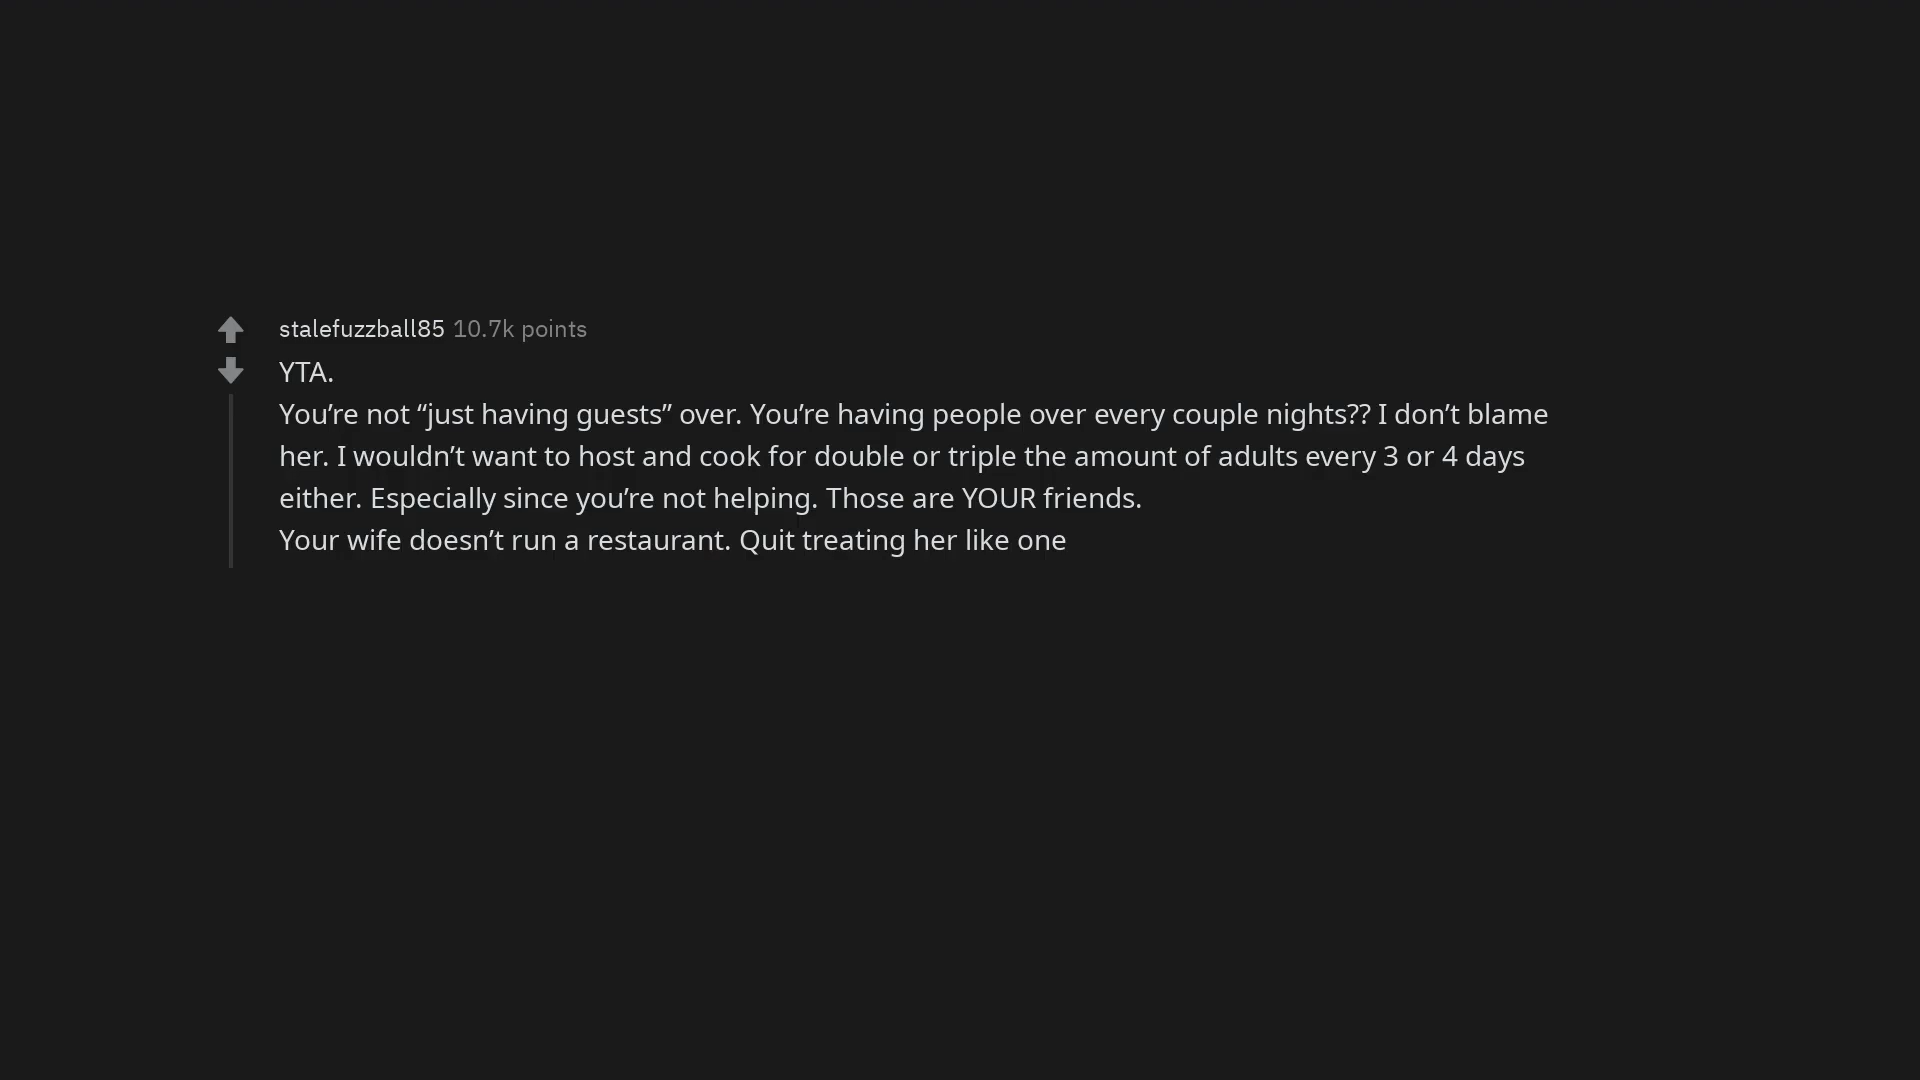 stalefuzzball85 10.7k points
YTA.
You’re not “just having guests” over. You’re having people over every couple nights?? I don’t blame
her. I wouldn’t want to host and cook for double or triple the amount of adults every 3 or 4 days
either. Especially since you’re not helping. Those are YOUR friends.
Your wife doesn’t run a restaurant. Quit treating her like one